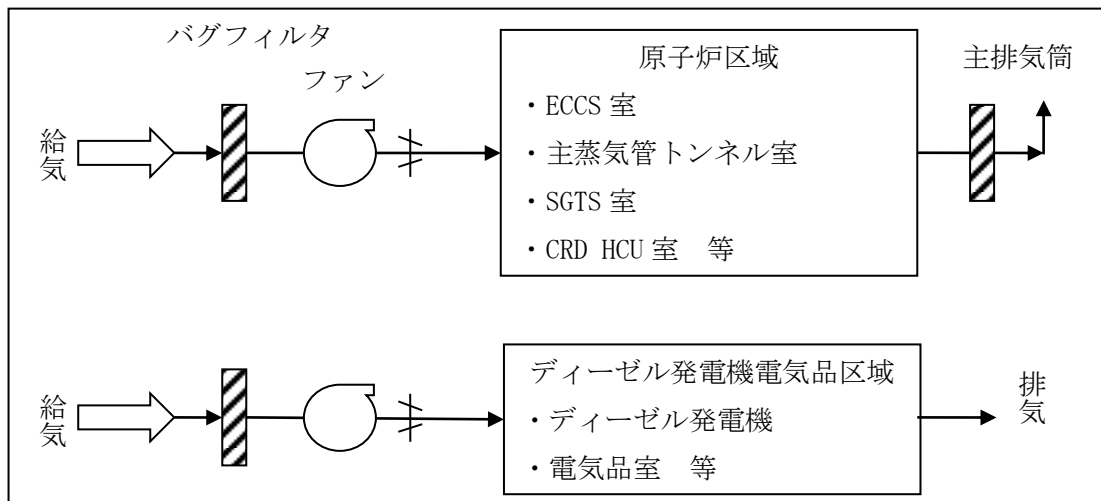 バグフィルタ
ファン
給気
原子炉区域
・ECCS 室
・主蒸気管トンネル室
・SGTS 室
・CRD HCU 室　等
主排気筒
給気
ディーゼル発電機電気品区域
・ディーゼル発電機
・電気品室　等
排気